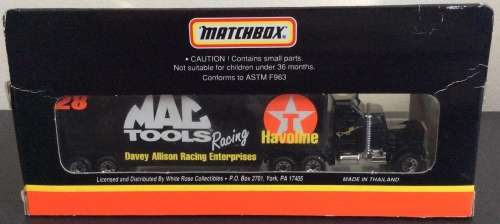 MATCHBOX
• CAUTION ! Contains small parts.
Not suitable for children under 36 months.
Conforms to ASTM F963
28
MAC
TOOLS
Racing
Davey Allison Racing Enterprises
T
Havoline
Licensed and Distributed By White Rose Collectibles • P.O. Box 2701, York, PA 17405
MADE IN THAILAND